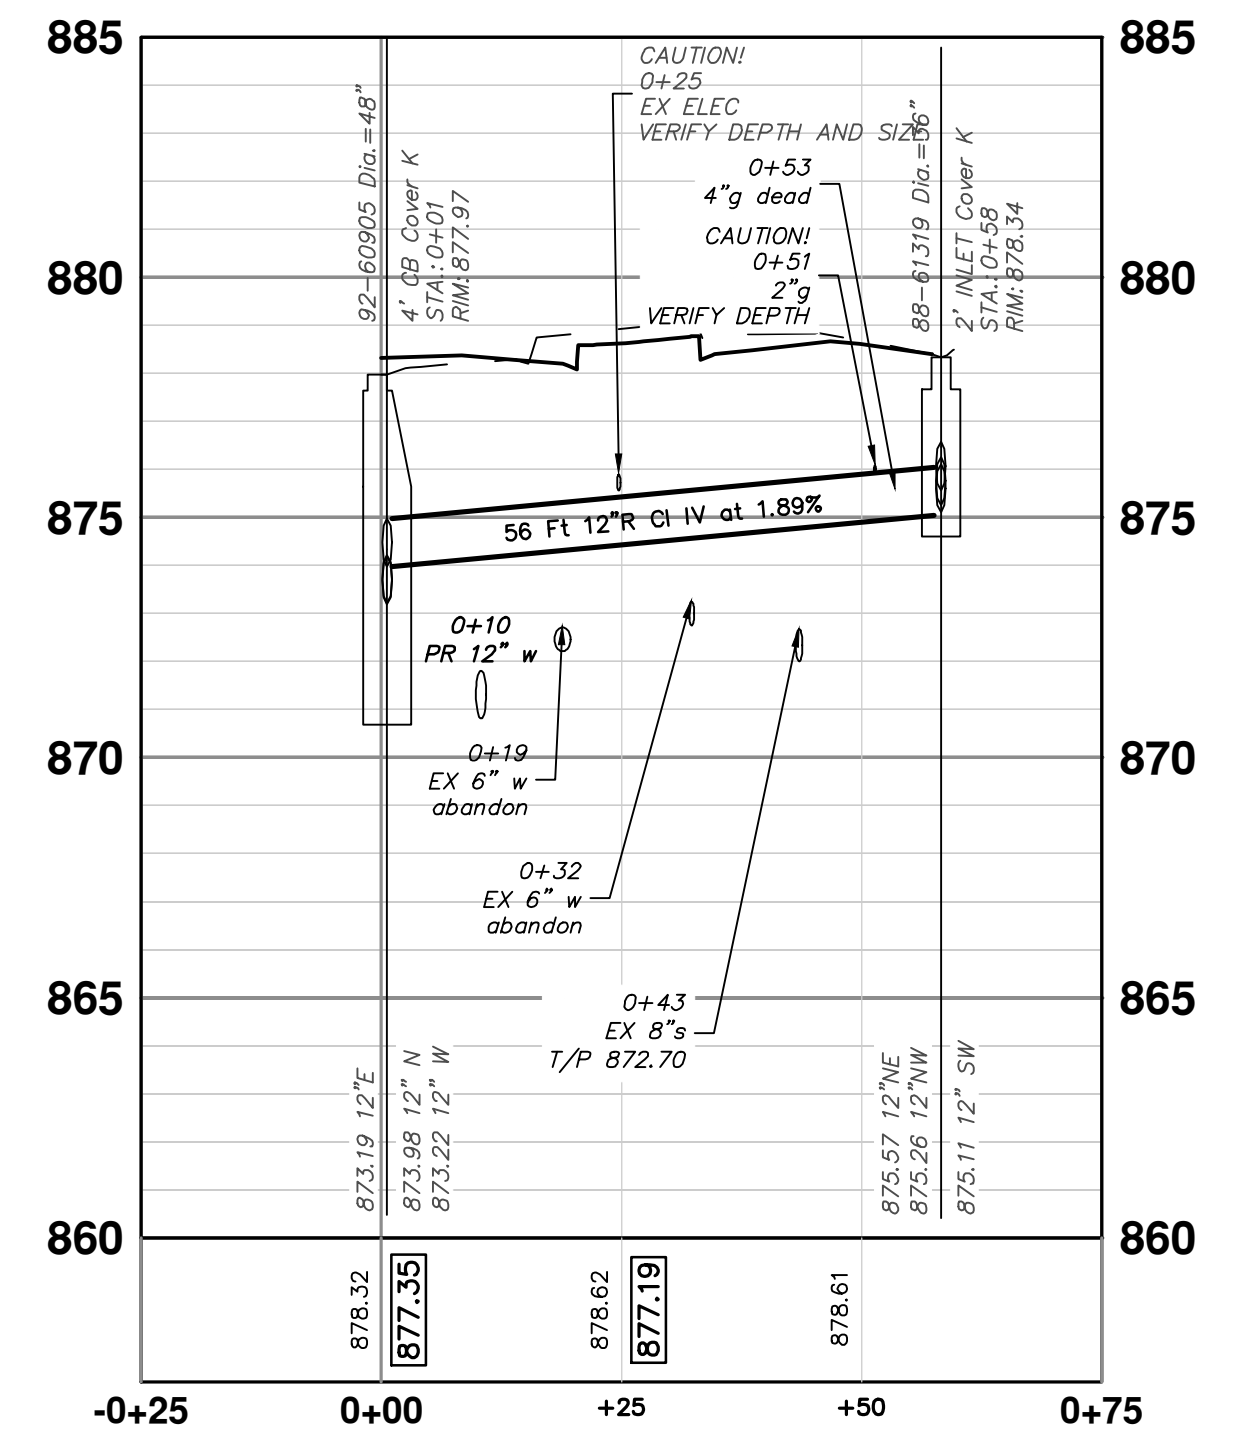 885
885
CAUTION!
0+25
EX ELEC
VERIFY DEPTH AND SIZE
92-60905 Dia.=48"
4' CB Cover K
STA.: 0+01
RIM: 877.97
0+53
4"g dead
CAUTION!
0+51
2"g
VERIFY DEPTH
88-61319 Dia.=36"
2' INLET Cover K
STA.: 0+58
RIM: 878.34
880
880
875
875
56 Ft 12"R Cl IV at 1.89%
0+10
PR 12" w
870
870
0+19
EX 6" w
abandon
0+32
EX 6" w
abandon
865
865
0+43
EX 8"s
T/P 872.70
873.19 12"E
873.98 12" N
873.22 12" W
875.57 12"NE
875.26 12"NW
875.11 12" SW
860
860
878.32
877.35
878.62
877.19
878.61
-0+25
0+00
+25
+50
0+75